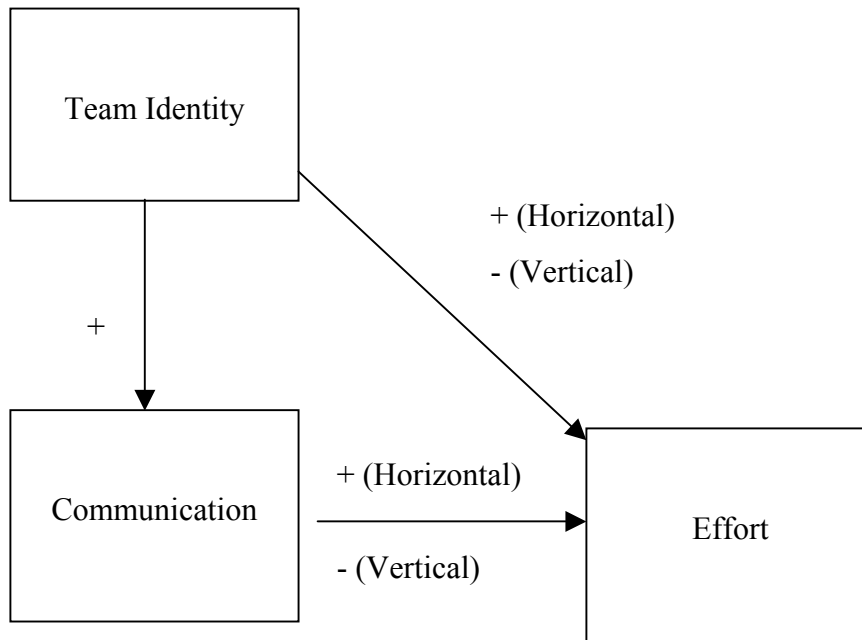 Team Identity
+ (Horizontal)
- (Vertical)
+
Communication
+ (Horizontal)
- (Vertical)
Effort